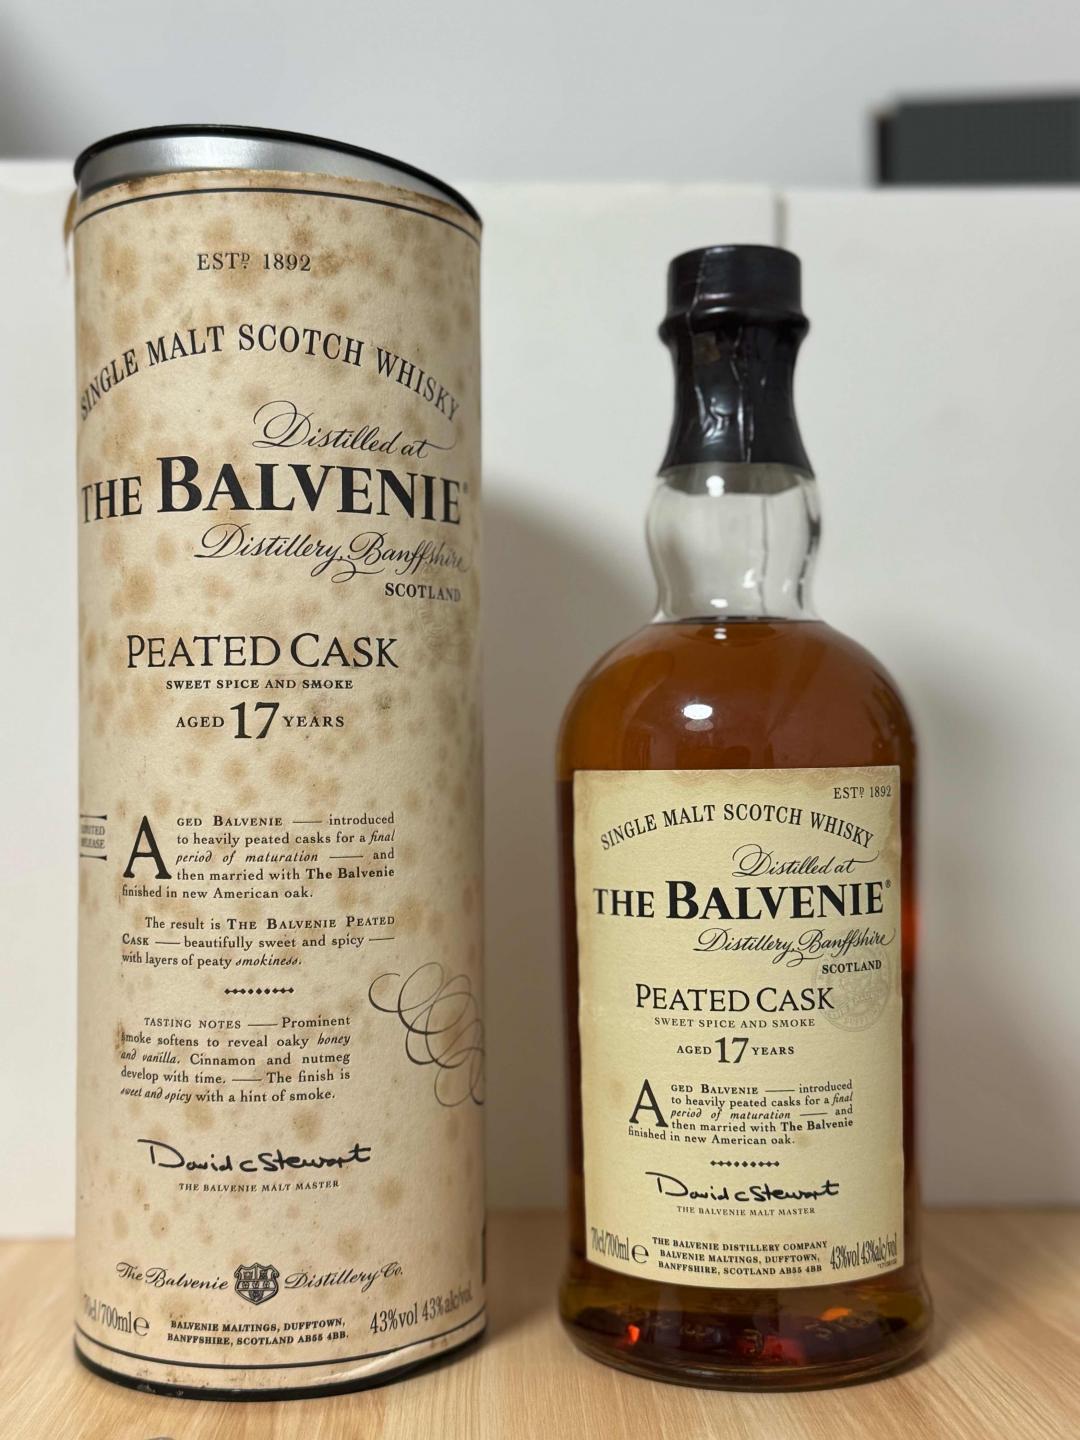 ESTD 1892
SINGLE MALT SCOTCH WHISKY
Distilled at
THE BALVENIE®
Distillery, Banffshire
SCOTLAND
PEATED CASK
SWEET SPICE AND SMOKE
AGED 17 YEARS
LIMITED
RELEASE
AGED BALVENIE — introduced
to heavily peated casks for a final
period of maturation — and
then married with The Balvenie
finished in new American oak.
The result is THE BALVENIE PEATED
CASK — beautifully sweet and spicy —
with layers of peaty smokiness.
TASTING NOTES — Prominent
smoke softens to reveal oaky honey
and vanilla. Cinnamon and nutmeg
develop with time. — The finish is
sweet and spicy with a hint of smoke.
David C Stewart
THE BALVENIE MALT MASTER
The Balvenie Distillery Co.
70cl/700ml e BALVENIE MALTINGS, DUFFTOWN, 43%vol 43%alc/vol
BANFFSHIRE, SCOTLAND AB55 4BB.
ESTD 1892
SINGLE MALT SCOTCH WHISKY
Distilled at
THE BALVENIE®
Distillery, Banffshire
SCOTLAND
PEATED CASK
SWEET SPICE AND SMOKE
AGED 17 YEARS
AGED BALVENIE — introduced
to heavily peated casks for a final
period of maturation — and
then married with The Balvenie
finished in new American oak.
David C Stewart
THE BALVENIE MALT MASTER
70cl/700ml e THE BALVENIE DISTILLERY COMPANY 43%vol 43%alc/vol
BALVENIE MALTINGS, DUFFTOWN,
BANFFSHIRE, SCOTLAND AB55 4BB